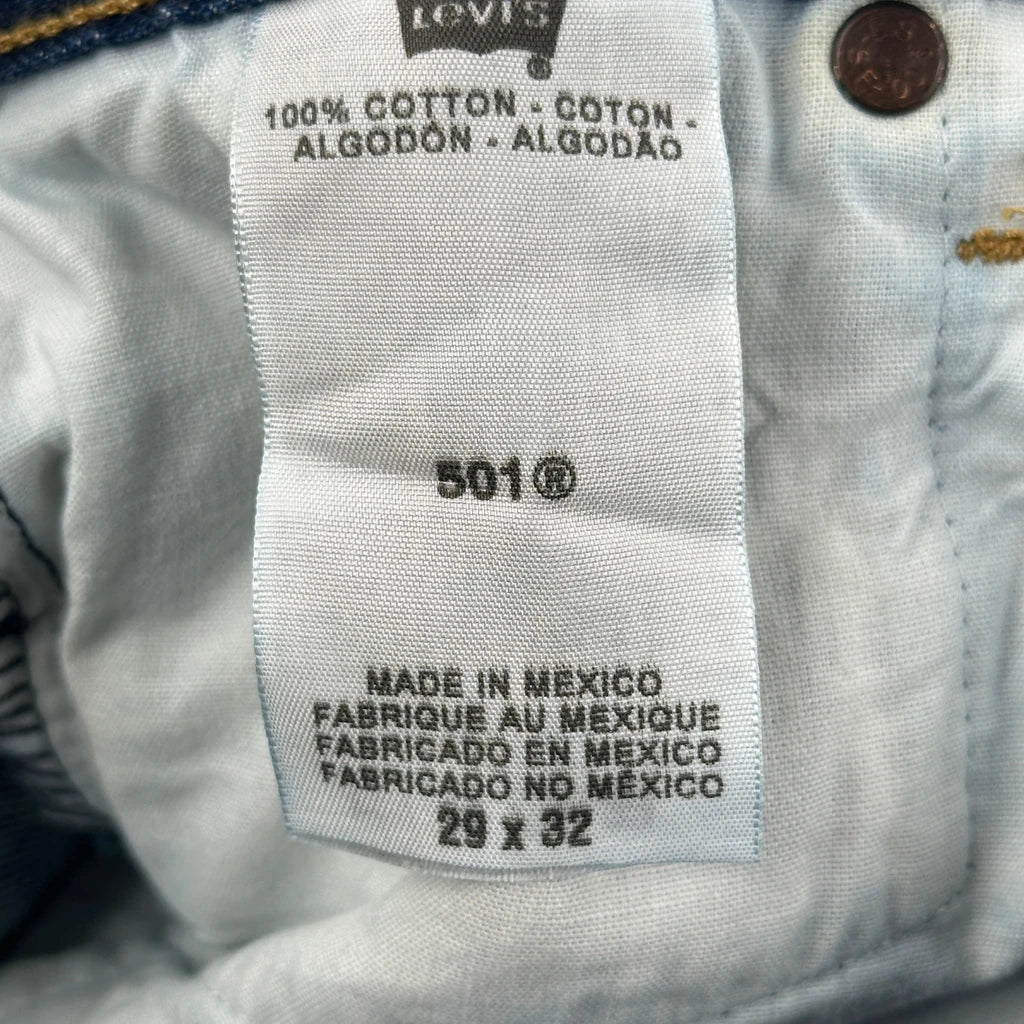 Levi's
®
100% COTTON - COTON -
ALGODÓN - ALGODÃO
501®
MADE IN MEXICO
FABRIQUE AU MEXIQUE
FABRICADO EN MEXICO
FABRICADO NO MÉXICO
29 x 32